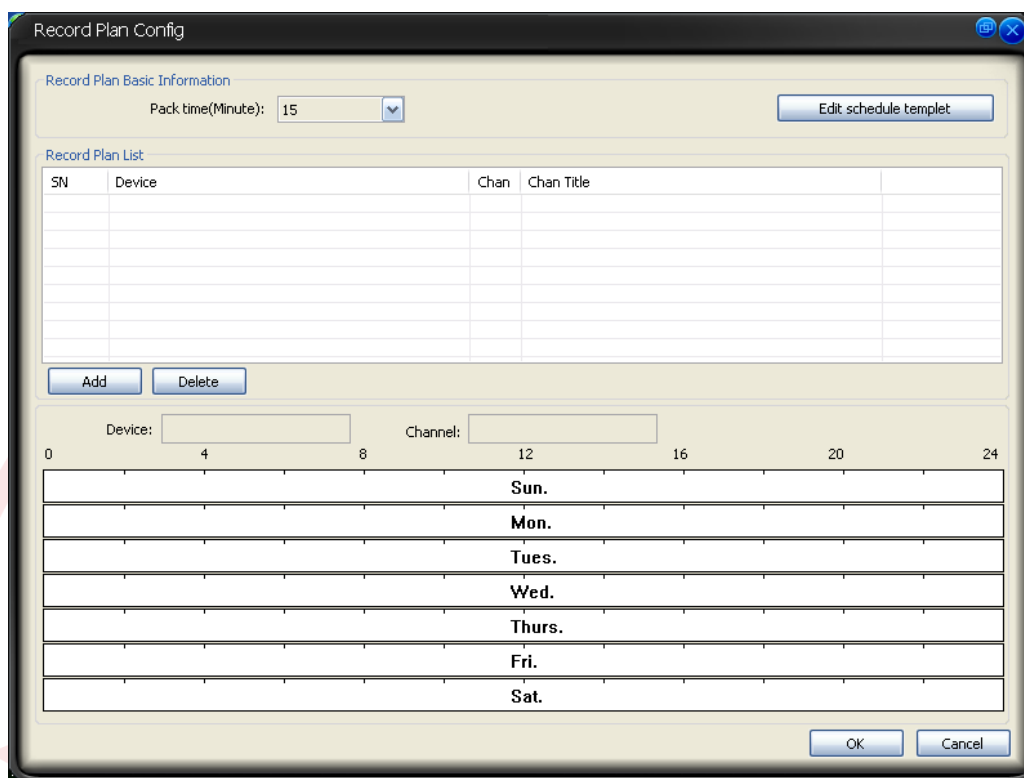 Record Plan Config
Record Plan Basic Information
Pack time(Minute): 15 Edit schedule templet
Record Plan List
SN Device Chan Chan Title
Add Delete
Device: Channel:
0 4 8 12 16 20 24
Sun.
Mon.
Tues.
Wed.
Thurs.
Fri.
Sat.
OK Cancel